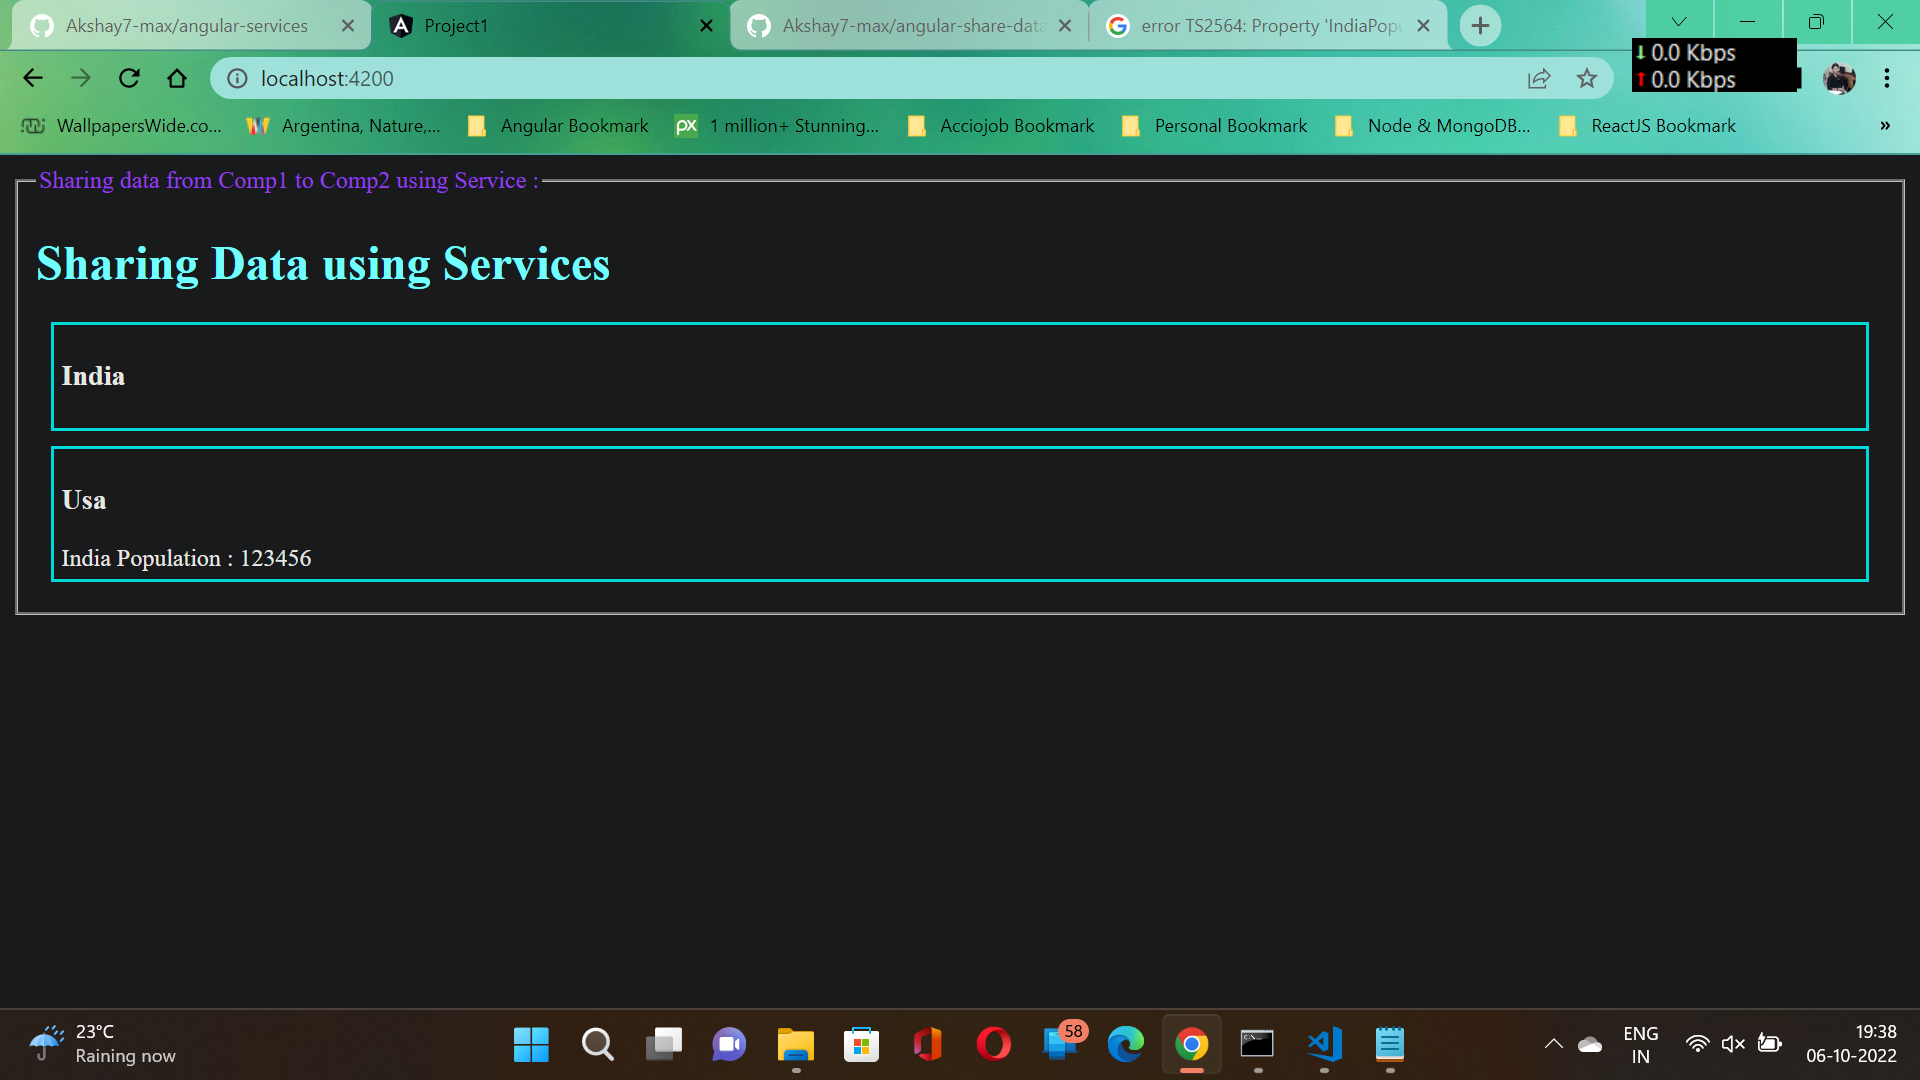 Akshay7-max/angular-services
Project1
Akshay7-max/angular-share-data
error TS2564: Property 'IndiaPopu
0.0 Kbps
0.0 Kbps
localhost:4200
WallpapersWide.co...
Argentina, Nature,...
Angular Bookmark
px
1 million+ Stunning...
Acciojob Bookmark
Personal Bookmark
Node & MongoDB...
ReactJS Bookmark
»
Sharing data from Comp1 to Comp2 using Service :
Sharing Data using Services
India
Usa
India Population : 123456
23°C
Raining now
58
ENG
IN
19:38
06-10-2022